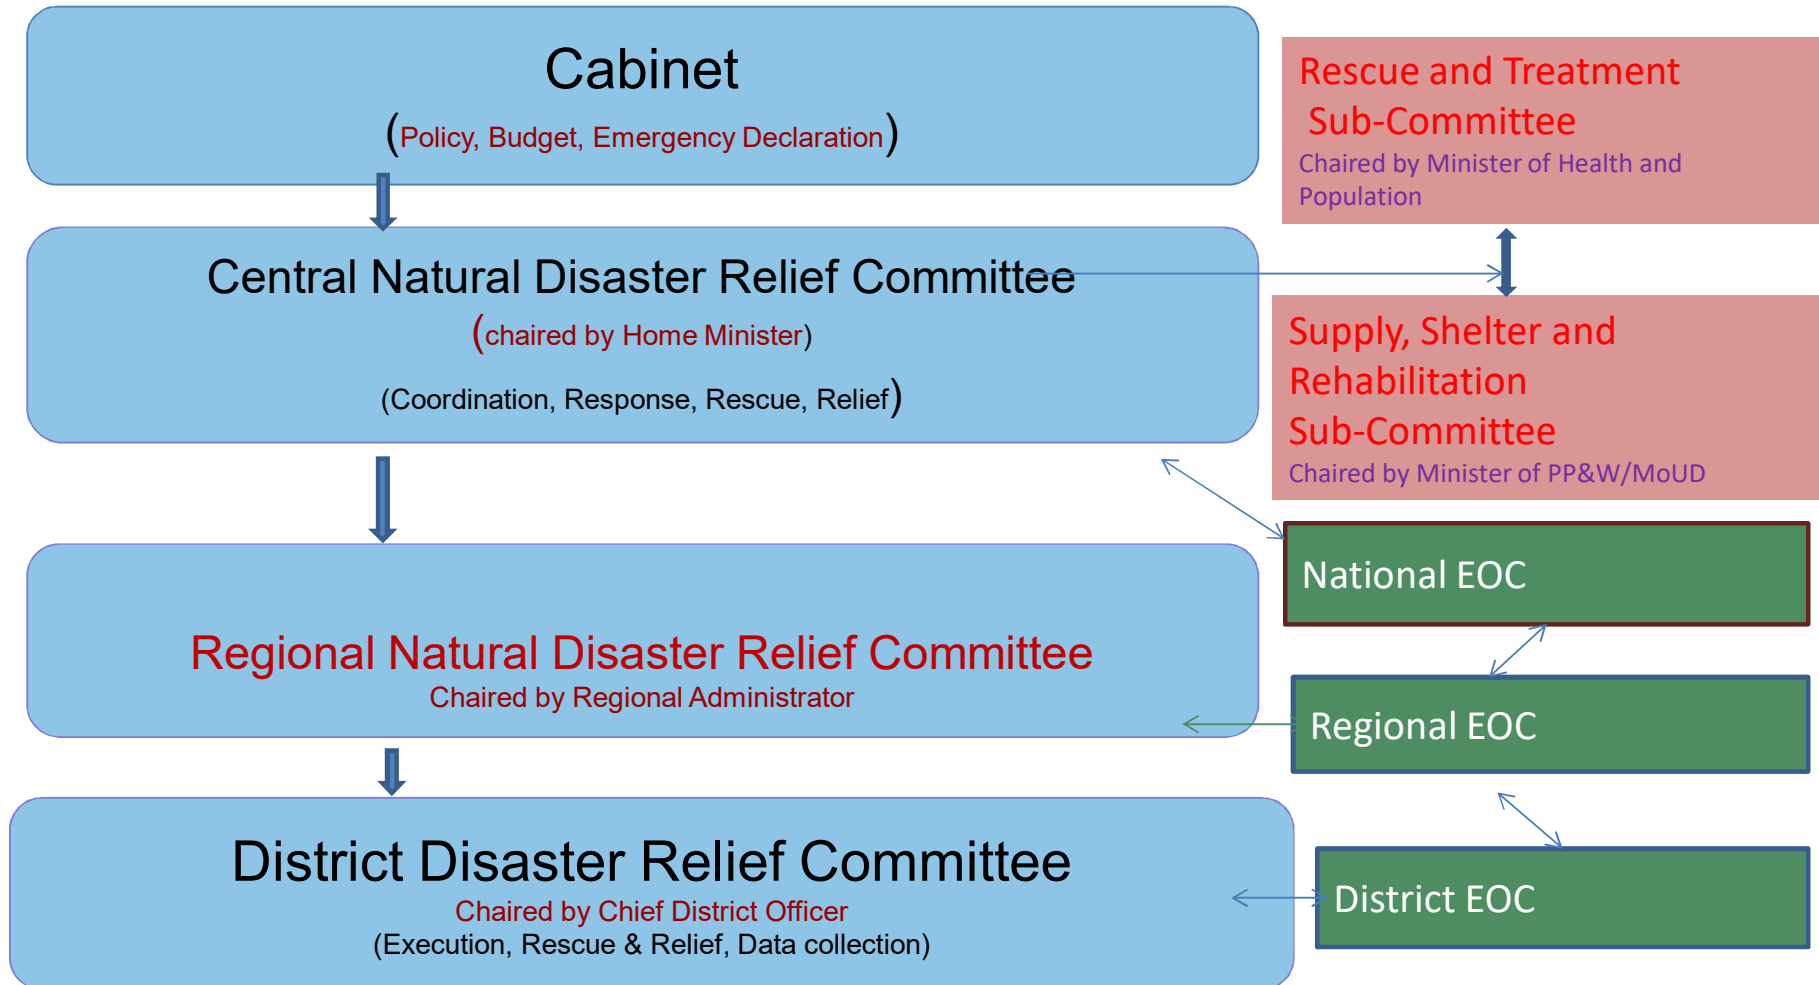 Cabinet
(Policy, Budget, Emergency Declaration)
Central Natural Disaster Relief Committee
(chaired by Home Minister)
(Coordination, Response, Rescue, Relief)
Regional Natural Disaster Relief Committee
Chaired by Regional Administrator
District Disaster Relief Committee
Chaired by Chief District Officer
(Execution, Rescue & Relief, Data collection)
Rescue and Treatment
Sub-Committee
Chaired by Minister of Health and
Population
Supply, Shelter and
Rehabilitation
Sub-Committee
Chaired by Minister of PP&W/MoUD
National EOC
Regional EOC
District EOC